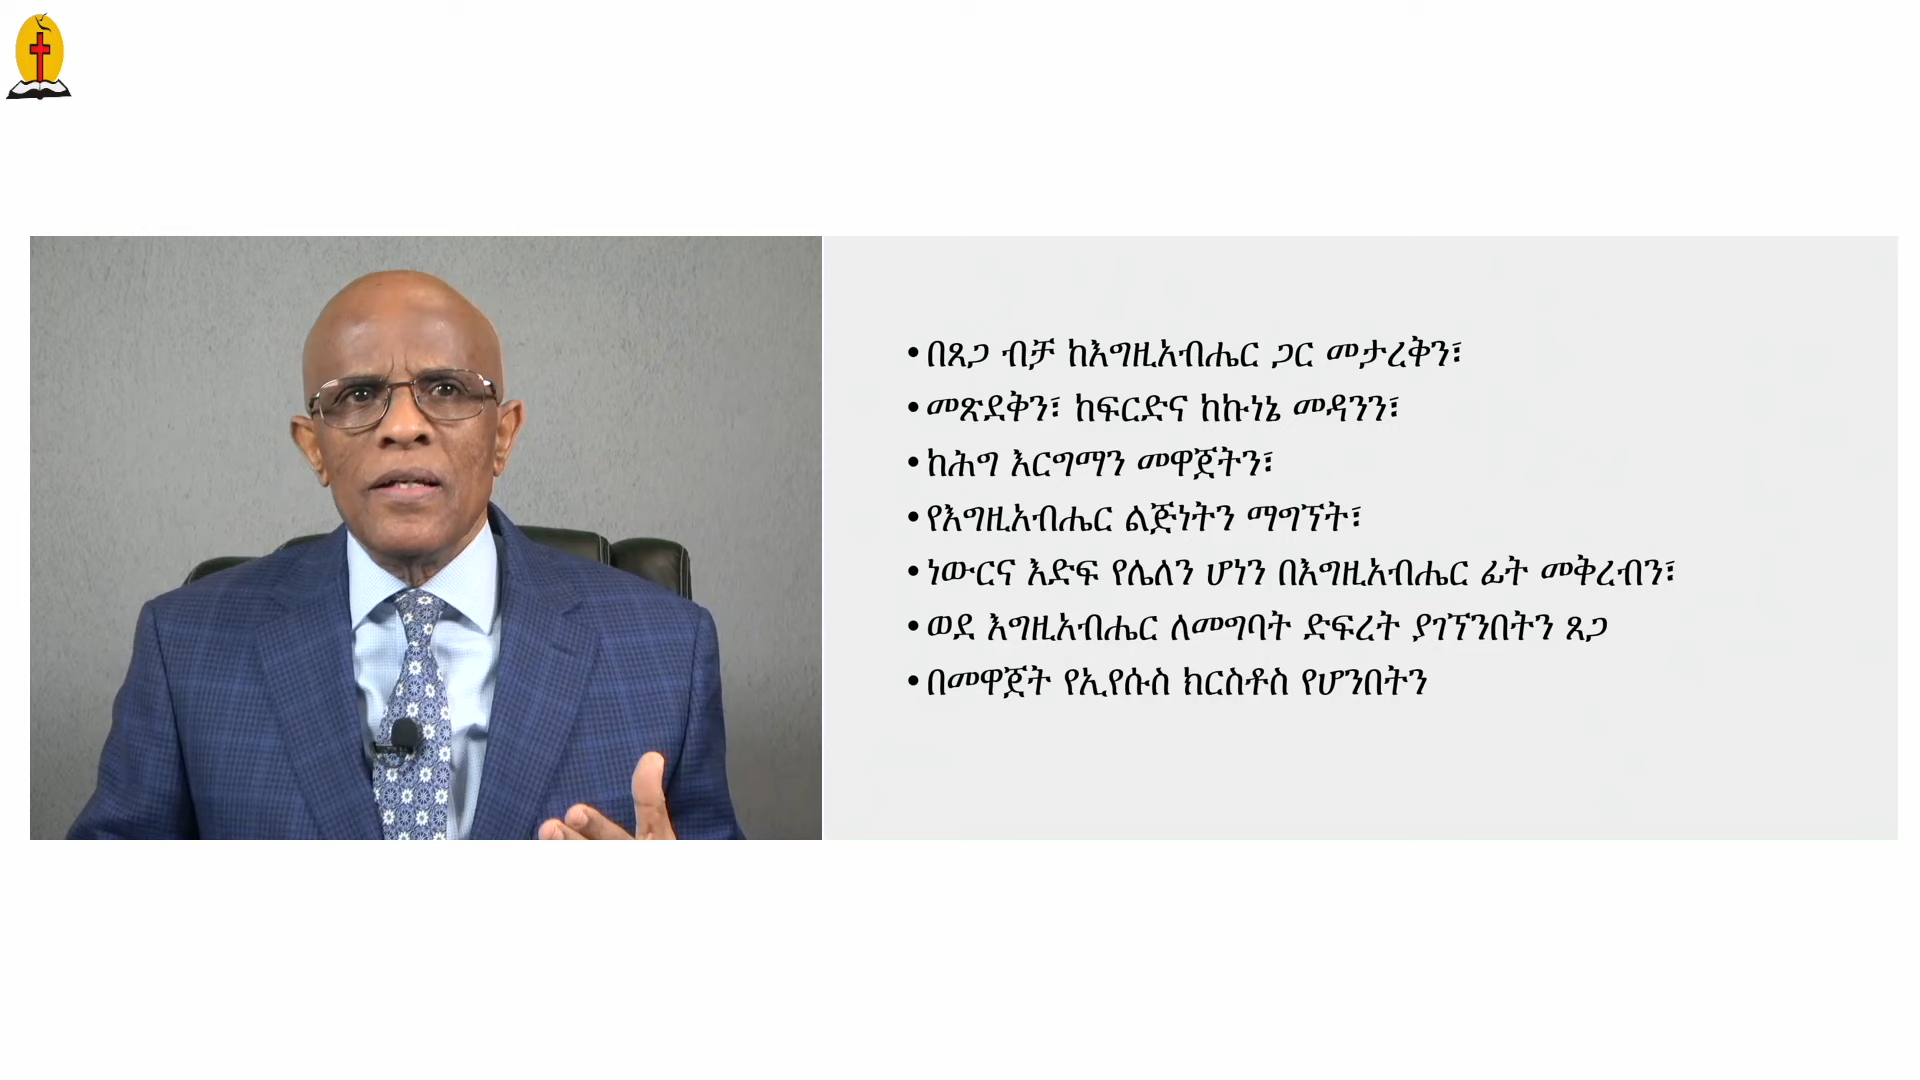 •በጸጋ ብቻ ከእግዚአብሔር ጋር መታረቅን፣
•መጽደቅን፣ ከፍርድና ከኩነኔ መዳንን፣
•ከሕግ እርግማን መዋጀትን፣
•የእግዚአብሔር ልጅነትን ማግኘት፣
•ነውርና እድፍ የሌለን ሆነን በእግዚአብሔር ፊት መቅረብን፣
•ወደ እግዚአብሔር ለመግባት ድፍረት ያገኘንበትን ጸጋ
•በመዋጀት የኢየሱስ ክርስቶስ የሆንበትን